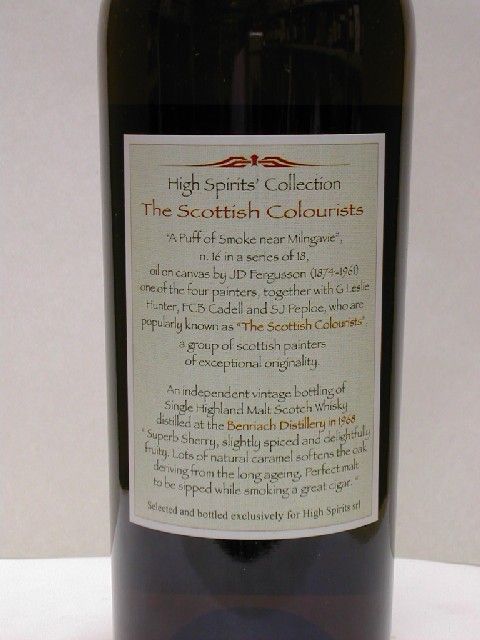 High Spirits' Collection
The Scottish Colourists
"A Puff of Smoke near Milngavie",
n. 16 in a series of 18,
oil on canvas by JD Fergusson (1874-1961)
one of the four painters, together with G Leslie
Hunter, FCB Cadell and SJ Peploe, who are
popularly known as "The Scottish Colourists",
a group of scottish painters
of exceptional originality.
An independent vintage bottling of
Single Highland Malt Scotch Whisky
distilled at the Benriach Distillery in 1968
" Superb Sherry, slightly spiced and delightfully
fruity. Lots of natural caramel softens the oak
deriving from the long ageing. Perfect malt
to be sipped while smoking a great cigar. "
Selected and bottled exclusively for High Spirits srl